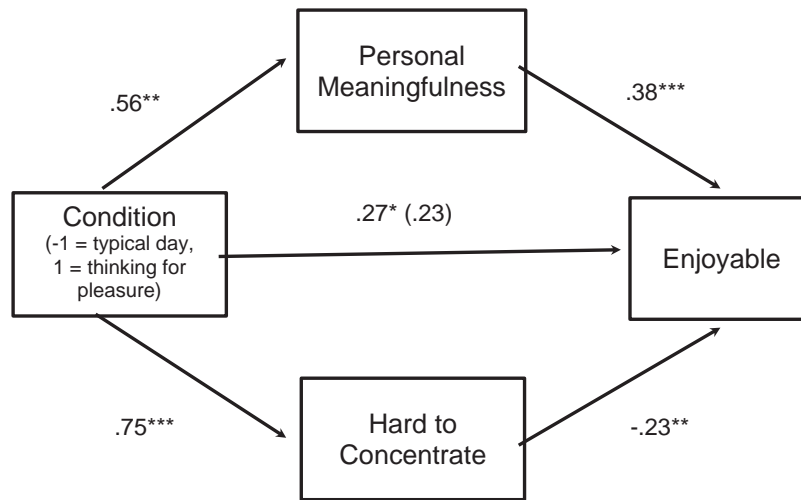 Personal
Meaningfulness
.56**
.38***
Condition
(-1 = typical day,
1 = thinking for
pleasure)
.27* (.23)
Enjoyable
.75***
Hard to
Concentrate
-.23**